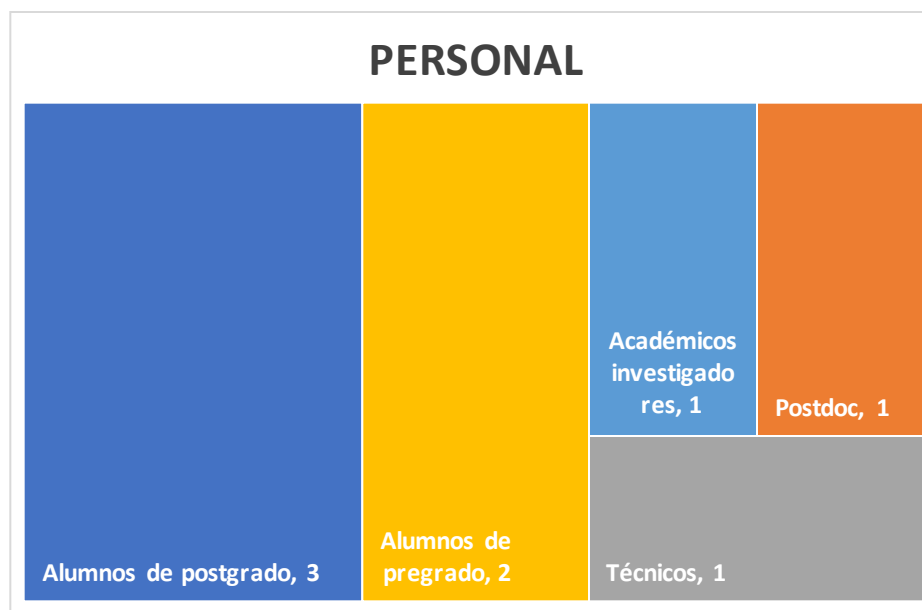 PERSONAL
Alumnos de postgrado, 3
Alumnos de
pregrado, 2
Académicos
investigado
res, 1
Postdoc, 1
Técnicos, 1